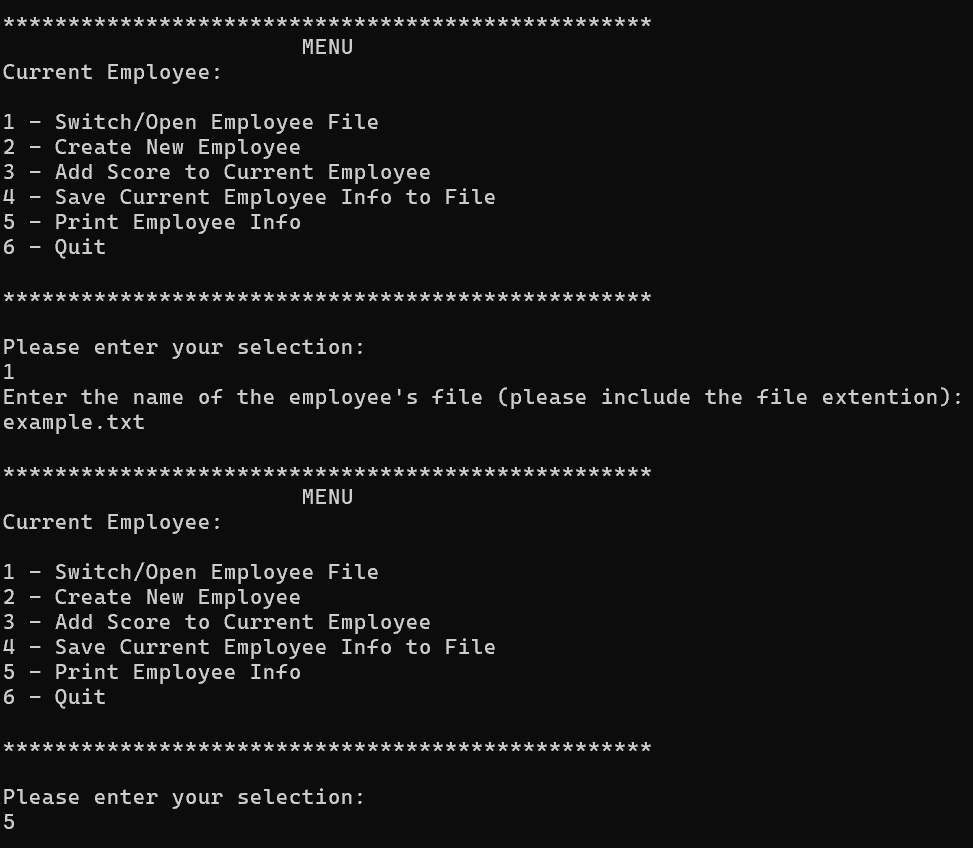 **************************************************
MENU
Current Employee:
1 - Switch/Open Employee File
2 - Create New Employee
3 - Add Score to Current Employee
4 - Save Current Employee Info to File
5 - Print Employee Info
6 - Quit
**************************************************
Please enter your selection:
1
Enter the name of the employee's file (please include the file extention):
example.txt
**************************************************
MENU
Current Employee:
1 - Switch/Open Employee File
2 - Create New Employee
3 - Add Score to Current Employee
4 - Save Current Employee Info to File
5 - Print Employee Info
6 - Quit
**************************************************
Please enter your selection:
5